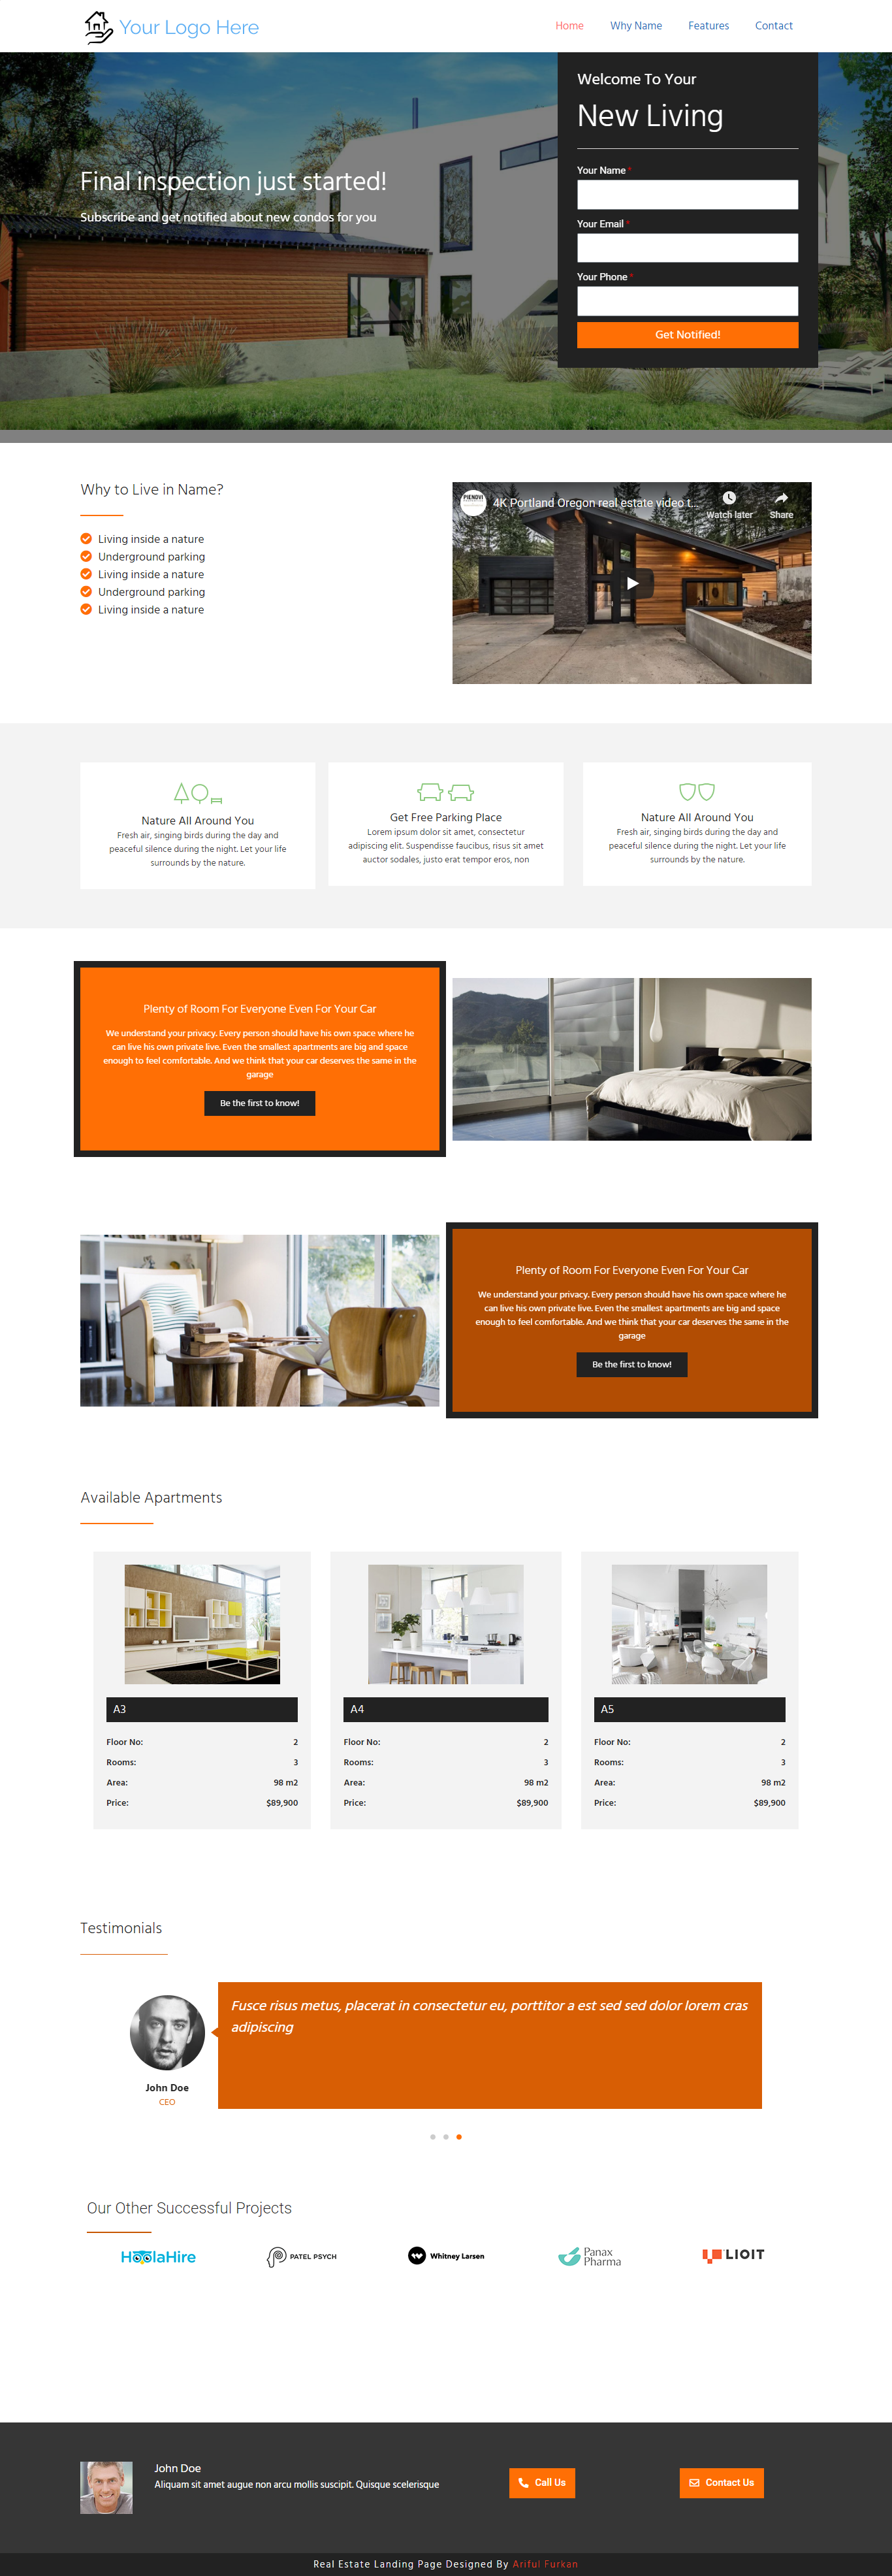 Your Logo Here
Home
Why Name
Features
Contact
Final inspection just started!
Subscribe and get notified about new condos for you
Welcome To Your
New Living
Your Name *
Your Email *
Your Phone *
Get Notified!
Why to Live in Name?
Living inside a nature
Underground parking
Living inside a nature
Underground parking
Living inside a nature
PIENOVI
4K Portland Oregon real estate video t...
Watch later
Share
Nature All Around You
Fresh air, singing birds during the day and
peaceful silence during the night. Let your life
surrounds by the nature.
Get Free Parking Place
Lorem ipsum dolor sit amet, consectetur
adipiscing elit. Suspendisse faucibus, risus sit amet
auctor sodales, justo erat tempor eros, non
Nature All Around You
Fresh air, singing birds during the day and
peaceful silence during the night. Let your life
surrounds by the nature.
Plenty of Room For Everyone Even For Your Car
We understand your privacy. Every person should have his own space where he
can live his own private live. Even the smallest apartments are big and space
enough to feel comfortable. And we think that your car deserves the same in the
garage
Be the first to know!
Plenty of Room For Everyone Even For Your Car
We understand your privacy. Every person should have his own space where he
can live his own private live. Even the smallest apartments are big and space
enough to feel comfortable. And we think that your car deserves the same in the
garage
Be the first to know!
Available Apartments
A3
Floor No: 2
Rooms: 3
Area: 98 m2
Price: $89,900
A4
Floor No: 2
Rooms: 3
Area: 98 m2
Price: $89,900
A5
Floor No: 2
Rooms: 3
Area: 98 m2
Price: $89,900
Testimonials
Fusce risus metus, placerat in consectetur eu, porttitor a est sed sed dolor lorem cras
adipiscing
John Doe
CEO
Our Other Successful Projects
HoolaHire
PATEL PSYCH
Whitney Larsen
Panax
Pharma
LIOIT
John Doe
Aliquam sit amet augue non arcu mollis suscipit. Quisque scelerisque
Call Us
Contact Us
Real Estate Landing Page Designed By Ariful Furkan